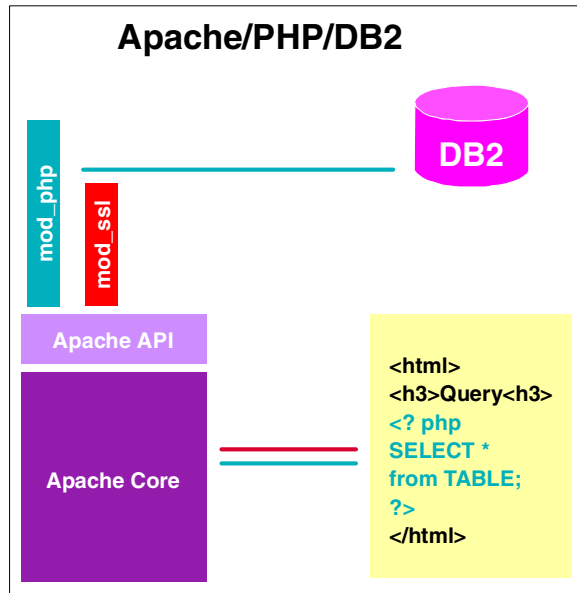 Apache/PHP/DB2
DB2
mod_php
mod_ssl
Apache API
Apache Core
<html>
<h3>Query<h3>
<? php
SELECT *
from TABLE;
?>
</html>